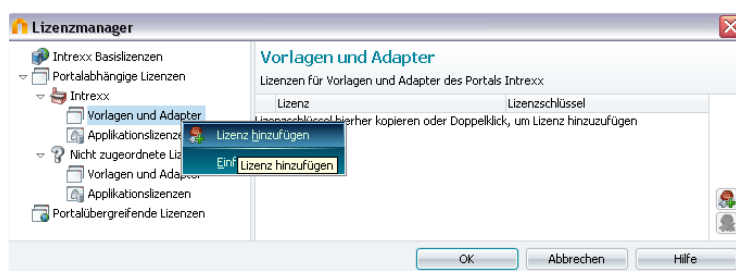 Lizenzmanager
Intrexx Basislizenzen
Portalabhängige Lizenzen
Intrexx
Vorlagen und Adapter
Applikationslizenze
Nicht zugeordnete Liz
Vorlagen und Adapter
Applikationslizenzen
Portalübergreifende Lizenzen
Lizenz hinzufügen
Einf
Lizenz hinzufügen
Vorlagen und Adapter
Lizenzen für Vorlagen und Adapter des Portals Intrexx
Lizenz Lizenzschlüssel
Lizenzschlüssel hierher kopieren oder Doppelklick, um Lizenz hinzuzufügen
OK Abbrechen Hilfe